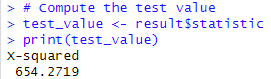 > # Compute the test value
> test_value <- result$statistic
> print(test_value)
X-squared
 654.2719